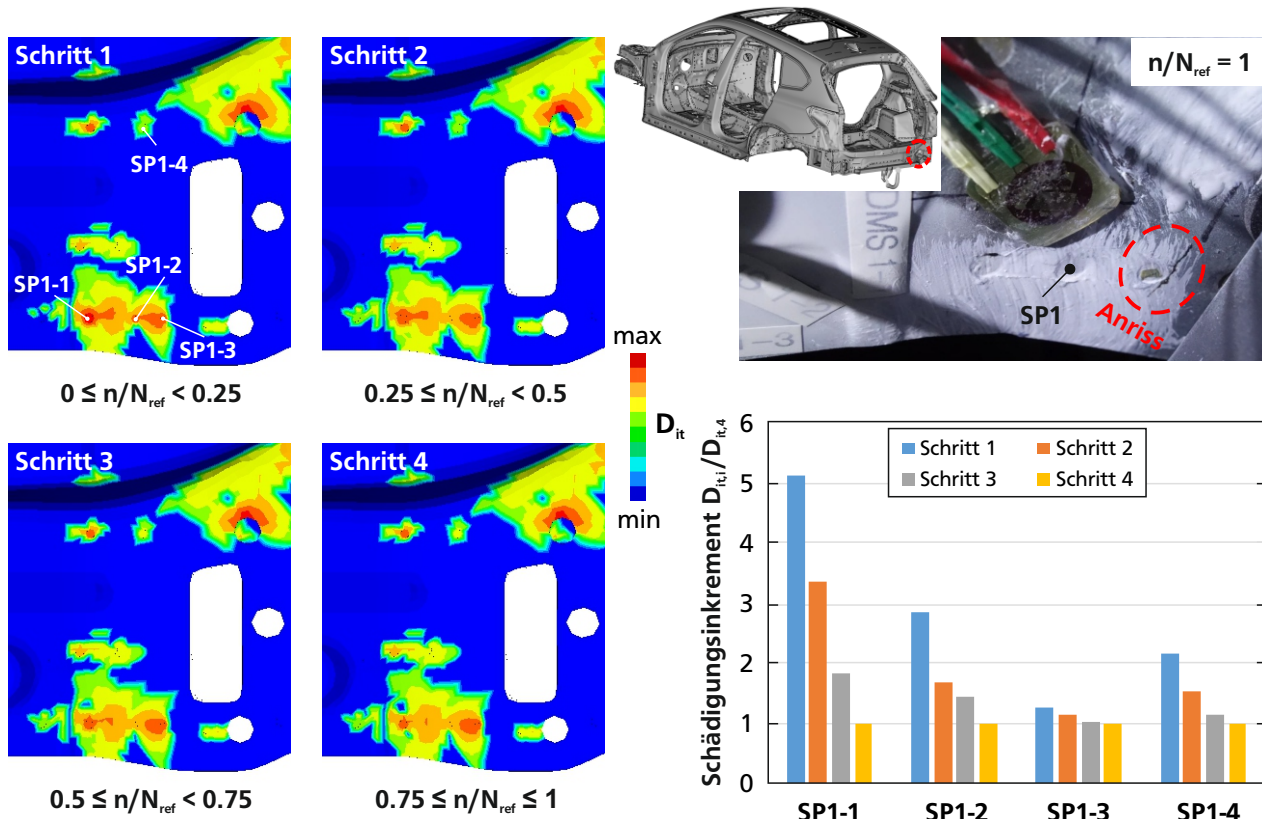 Schritt 1
SP1-4
SP1-1
SP1-2
SP1-3
0 ≤ n/Nref < 0.25
Schritt 2
0.25 ≤ n/Nref < 0.5
Schritt 3
0.5 ≤ n/Nref < 0.75
Schritt 4
0.75 ≤ n/Nref ≤ 1
max
Dit
min
n/Nref = 1
DMS1-
-3
SP1
Anriss
Schädigungsinkrement Dit,i/Dit,4
6
5
4
3
2
1
0
Schritt 1
Schritt 2
Schritt 3
Schritt 4
SP1-1
SP1-2
SP1-3
SP1-4